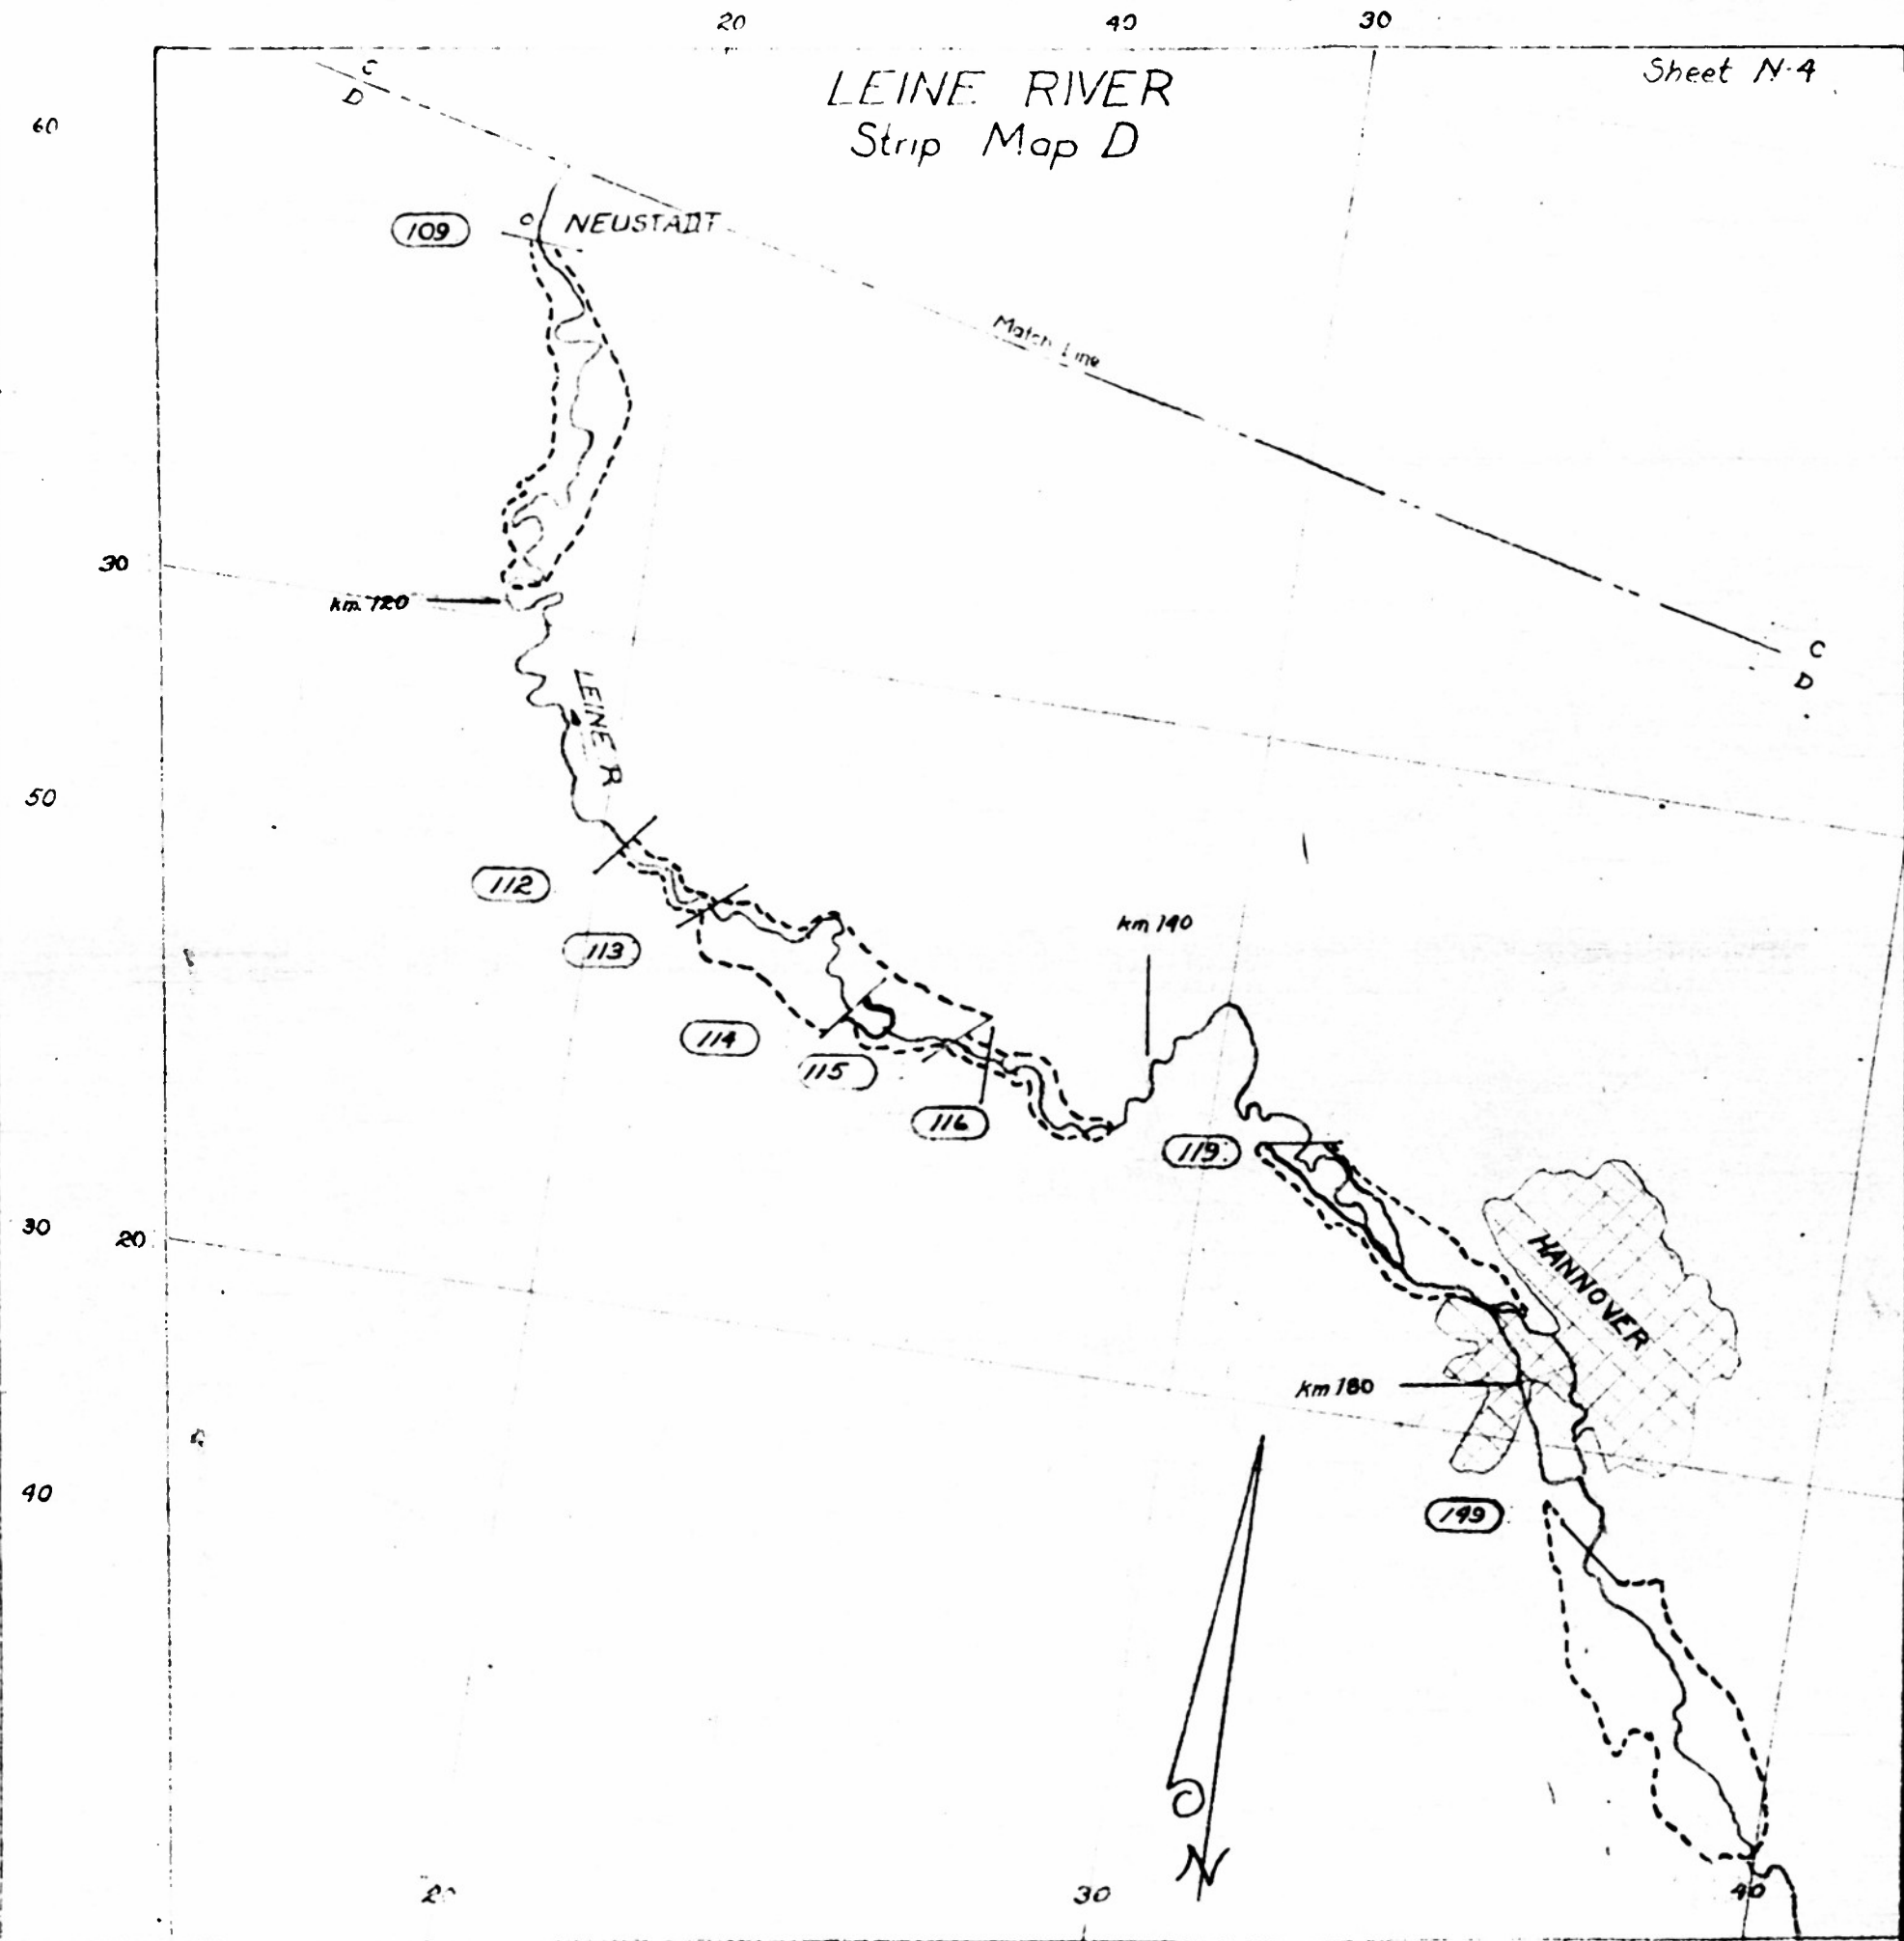 20 40 30
LEINE RIVER
Strip Map D
Sheet N-4
C
D
60
109
NEUSTADT
Match Line
30
km 120
C
D
LEINE R
50
112
km 140
113
114
115
116
119
30
20
HANNOVER
km 180
40
149
N
30
40